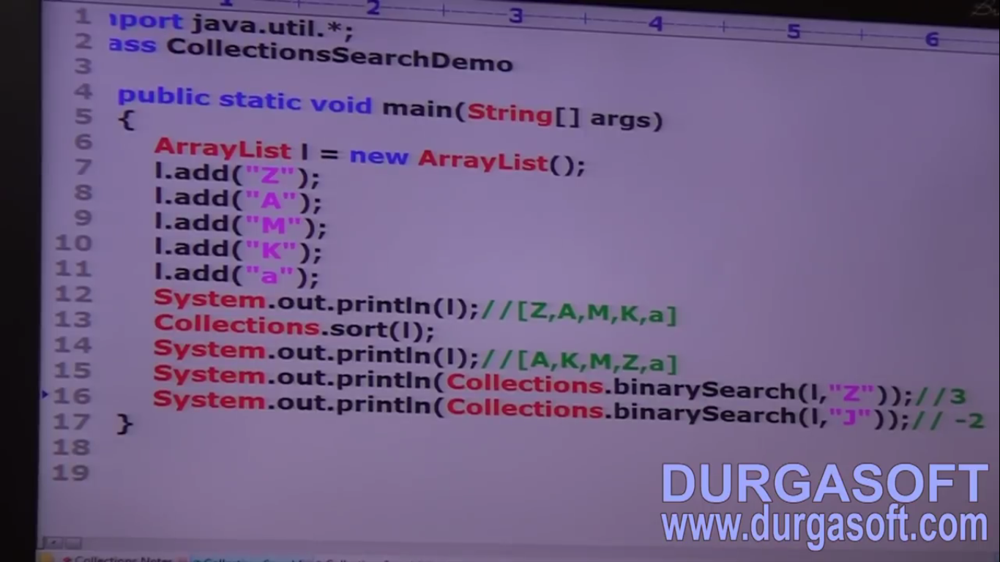 1 2 3 4 5 6
1 mport java.util.*;
2 ass CollectionsSearchDemo
3
4 public static void main(String[] args)
5 {
6 ArrayList l = new ArrayList();
7 l.add("Z");
8 l.add("A");
9 l.add("M");
10 l.add("K");
11 l.add("a");
12 System.out.println(l);//[Z,A,M,K,a]
13 Collections.sort(l);
14 System.out.println(l);//[A,K,M,Z,a]
15 System.out.println(Collections.binarySearch(l,"Z"));//3
16 System.out.println(Collections.binarySearch(l,"J"));// -2
17 }
18
19
DURGASOFT
www.durgasoft.com
Collections Notes